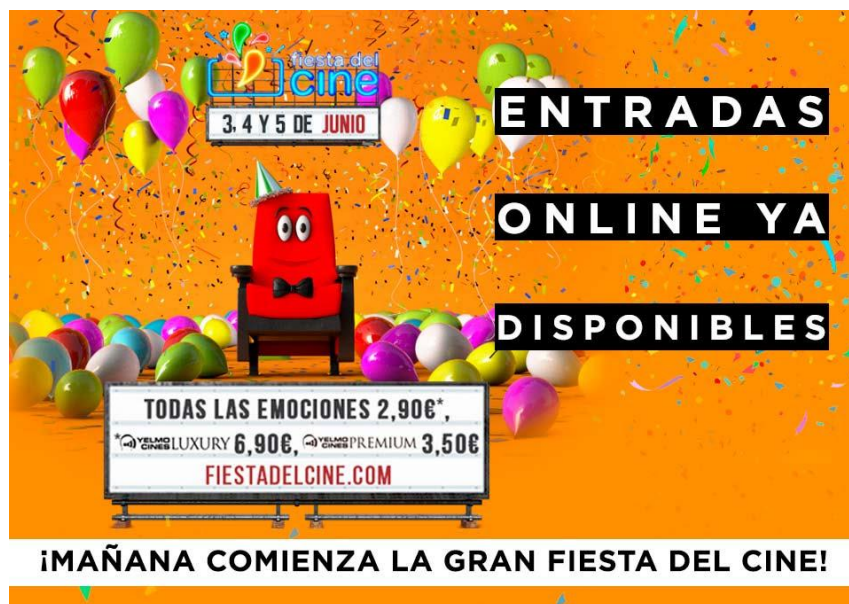 fiesta del
cine
3, 4 Y 5 DE JUNIO
ENTRADAS
ONLINE YA
DISPONIBLES
TODAS LAS EMOCIONES 2,90€*,
*YELMO CINES LUXURY 6,90€, YELMO CINES PREMIUM 3,50€
FIESTADELCINE.COM
¡MAÑANA COMIENZA LA GRAN FIESTA DEL CINE!